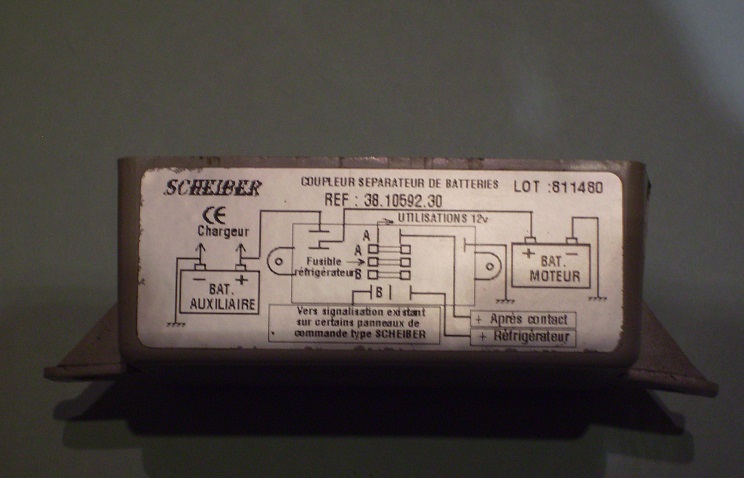 SCHEIBER
COUPLEUR SEPARATEUR DE BATTERIES
LOT :811480
REF : 38.10592.30
CE
Chargeur
UTILISATIONS 12v
A
A
Fusible
réfrigérateur
B
B
+ -
BAT.
MOTEUR
- +
BAT.
AUXILIAIRE
Vers signalisation existant
sur certains panneaux de
commande type SCHEIBER
+ Après contact
+ Réfrigérateur